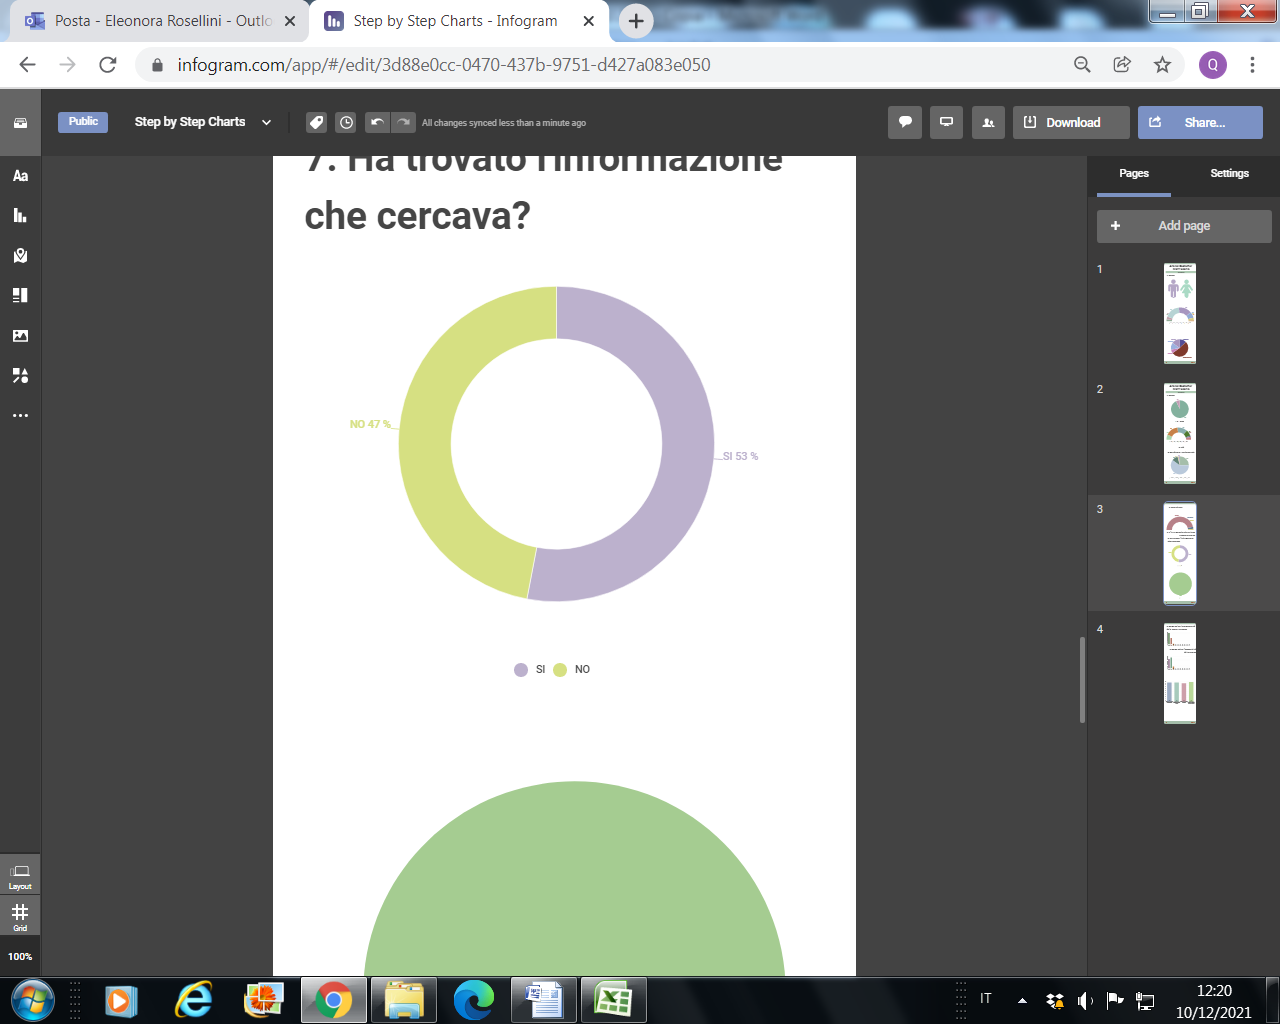 Posta - Eleonora Rosellini - Outlo
Step by Step Charts - Infogram
infogram.com/app/#/edit/3d88e0cc-0470-437b-9751-d427a083e050
Q
Public
Step by Step Charts
All changes synced less than a minute ago
Download
Share...
Aa
Pages
Settings
Add page
1
2
3
4
7. Ha trovato l'informazione
che cercava?
NO 47 %
SI 53 %
SI
NO
Layout
Grid
100%
IT
12:20
10/12/2021